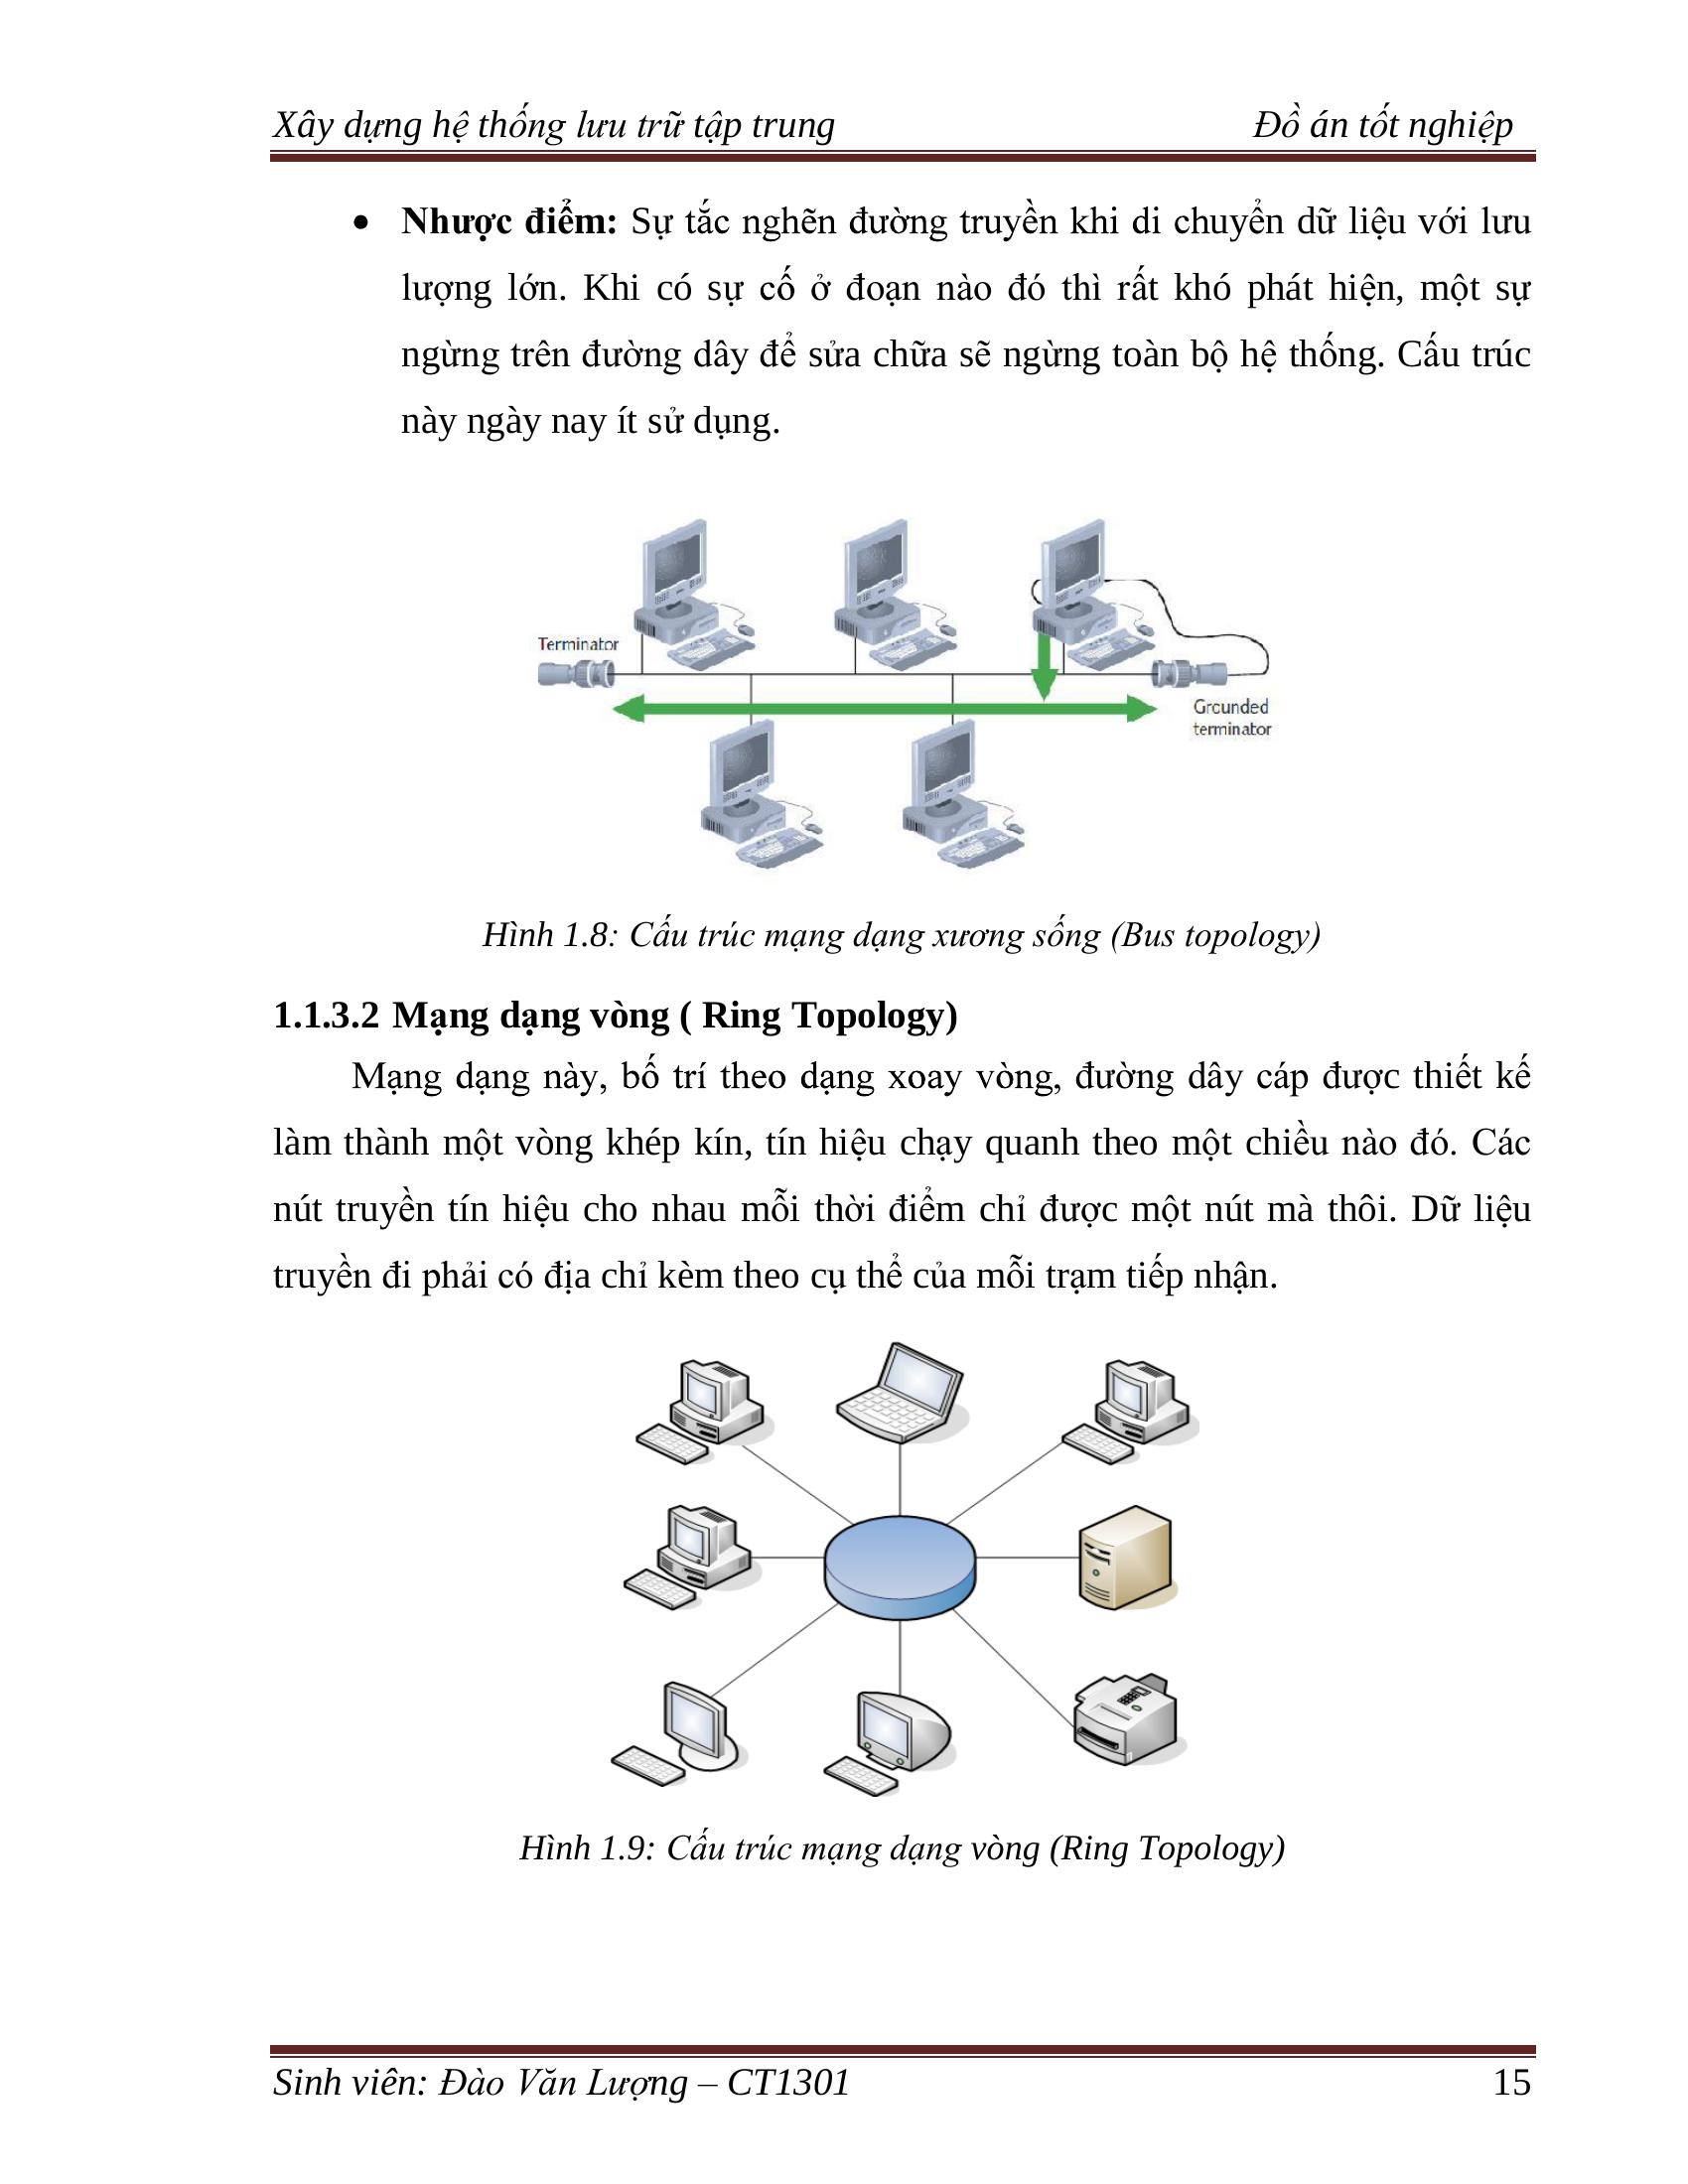 Xây dựng hệ thống lưu trữ tập trung Đồ án tốt nghiệp
• Nhược điểm: Sự tắc nghẽn đường truyền khi di chuyển dữ liệu với lưu
lượng lớn. Khi có sự cố ở đoạn nào đó thì rất khó phát hiện, một sự
ngừng trên đường dây để sửa chữa sẽ ngừng toàn bộ hệ thống. Cấu trúc
này ngày nay ít sử dụng.
Terminator
Grounded
terminator
Hình 1.8: Cấu trúc mạng dạng xương sống (Bus topology)
1.1.3.2 Mạng dạng vòng ( Ring Topology)
Mạng dạng này, bố trí theo dạng xoay vòng, đường dây cáp được thiết kế
làm thành một vòng khép kín, tín hiệu chạy quanh theo một chiều nào đó. Các
nút truyền tín hiệu cho nhau mỗi thời điểm chỉ được một nút mà thôi. Dữ liệu
truyền đi phải có địa chỉ kèm theo cụ thể của mỗi trạm tiếp nhận.
Hình 1.9: Cấu trúc mạng dạng vòng (Ring Topology)
Sinh viên: Đào Văn Lượng – CT1301 15